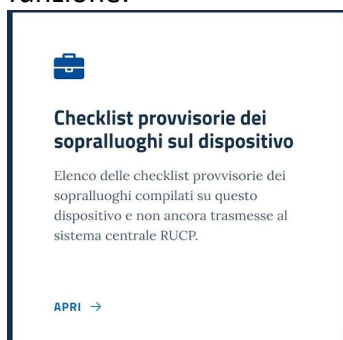 funzione.
Checklist provvisorie dei
sopralluoghi sul dispositivo
Elenco delle checklist provvisorie dei
sopralluoghi compilati su questo
dispositivo e non ancora trasmesse al
sistema centrale RUCP.
APRI →